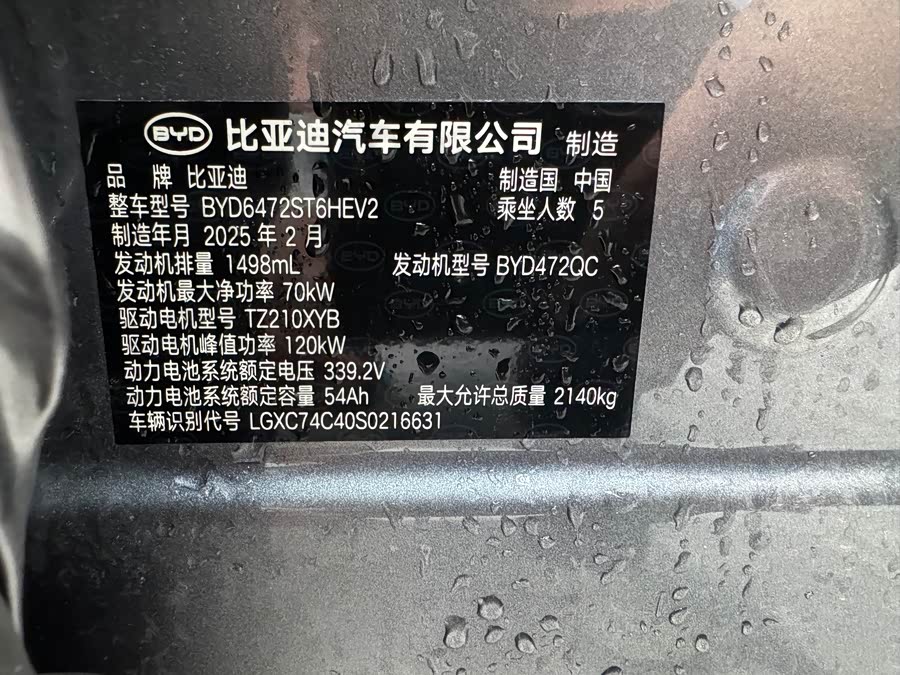 BYD 比亚迪汽车有限公司 制造
品 牌 比亚迪 制造国 中国
整车型号 BYD6472ST6HEV2 乘坐人数 5
制造年月 2025 年 2 月
发动机排量 1498mL 发动机型号 BYD472QC
发动机最大净功率 70kW
驱动电机型号 TZ210XYB
驱动电机峰值功率 120kW
动力电池系统额定电压 339.2V
动力电池系统额定容量 54Ah 最大允许总质量 2140kg
车辆识别代号 LGXC74C40S0216631